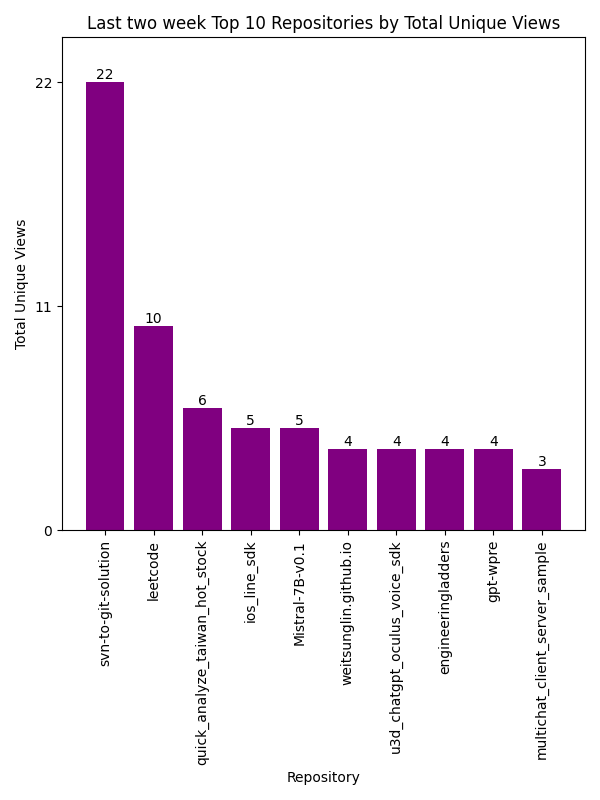 Last two week Top 10 Repositories by Total Unique Views
Total Unique Views
22
11
0
22
10
6
5
5
4
4
4
4
3
svn-to-git-solution
leetcode
quick_analyze_taiwan_hot_stock
ios_line_sdk
Mistral-7B-v0.1
weitsunglin.github.io
u3d_chatgpt_oculus_voice_sdk
engineeringladders
gpt-wpre
multichat_client_server_sample
Repository